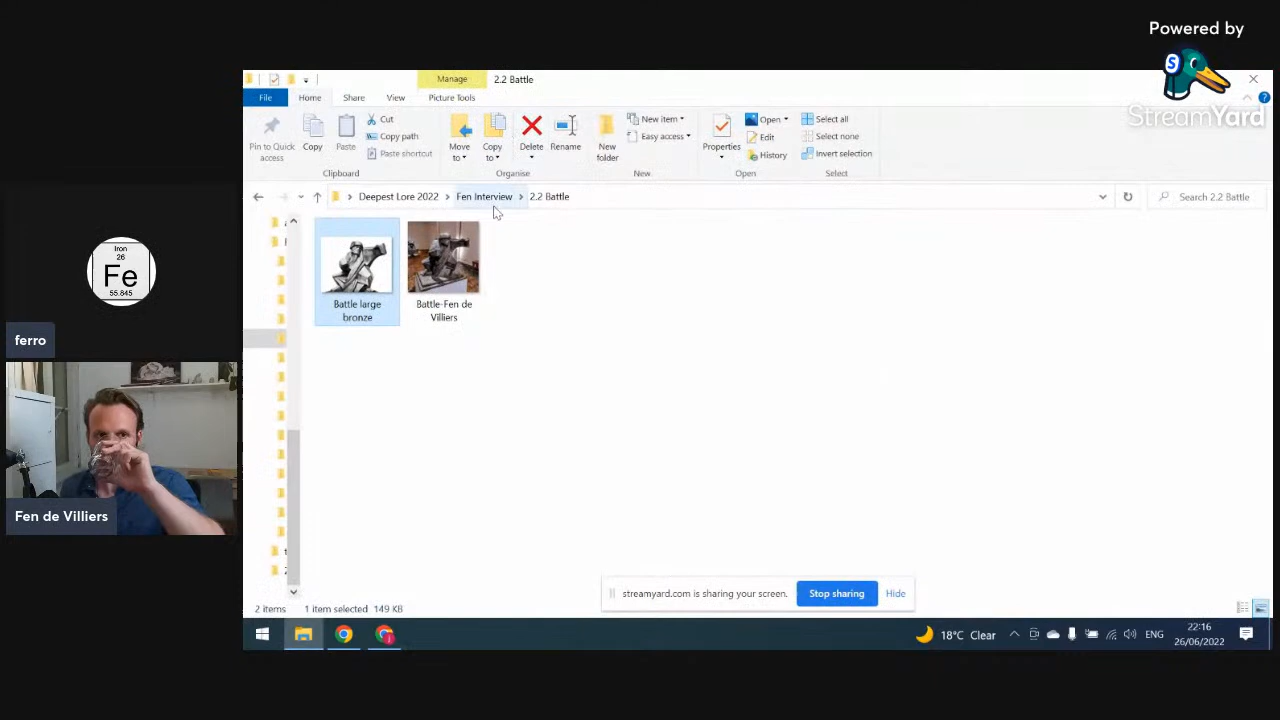 Powered by
S
StreamYard
Manage
2.2 Battle
File
Home
Share
View
Picture Tools
Pin to Quick
access
Copy
Paste
Cut
Copy path
Paste shortcut
Clipboard
Move
to
Copy
to
Delete
Rename
Organise
New
folder
New item
Easy access
New
Properties
Open
Edit
History
Open
Select all
Select none
Invert selection
Select
Deepest Lore 2022
Fen Interview
2.2 Battle
Search 2.2 Battle
Battle large
bronze
Battle-Fen de
Villiers
Iron
26
Fe
55.845
ferro
Fen de Villiers
streamyard.com is sharing your screen.
Stop sharing
Hide
2 items
1 item selected
149 KB
18°C Clear
ENG
22:16
26/06/2022